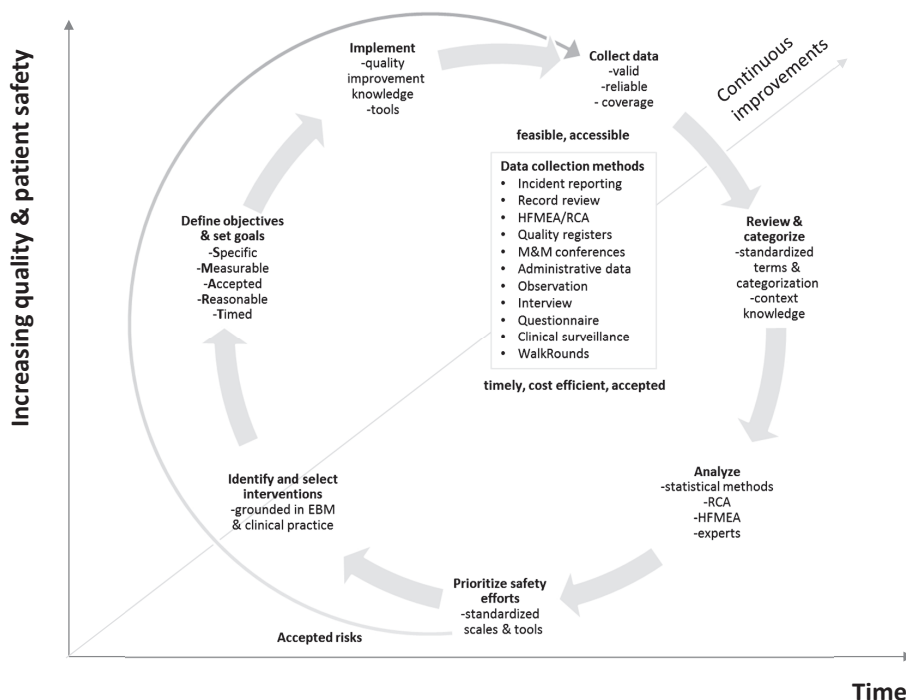 Increasing quality & patient safety
Implement
-quality
improvement
knowledge
-tools
Collect data
-valid
-reliable
- coverage
Continuous
improvements
feasible, accessible
Data collection methods
• Incident reporting
• Record review
• HFMEA/RCA
• Quality registers
• M&M conferences
• Administrative data
• Observation
• Interview
• Questionnaire
• Clinical surveillance
• WalkRounds
timely, cost efficient, accepted
Review &
categorize
-standardized
terms &
categorization
-context
knowledge
Analyze
-statistical methods
-RCA
-HFMEA
-experts
Prioritize safety
efforts
-standardized
scales & tools
Accepted risks
Identify and select
interventions
-grounded in EBM
& clinical practice
Define objectives
& set goals
-Specific
-Measurable
-Accepted
-Reasonable
-Timed
Time